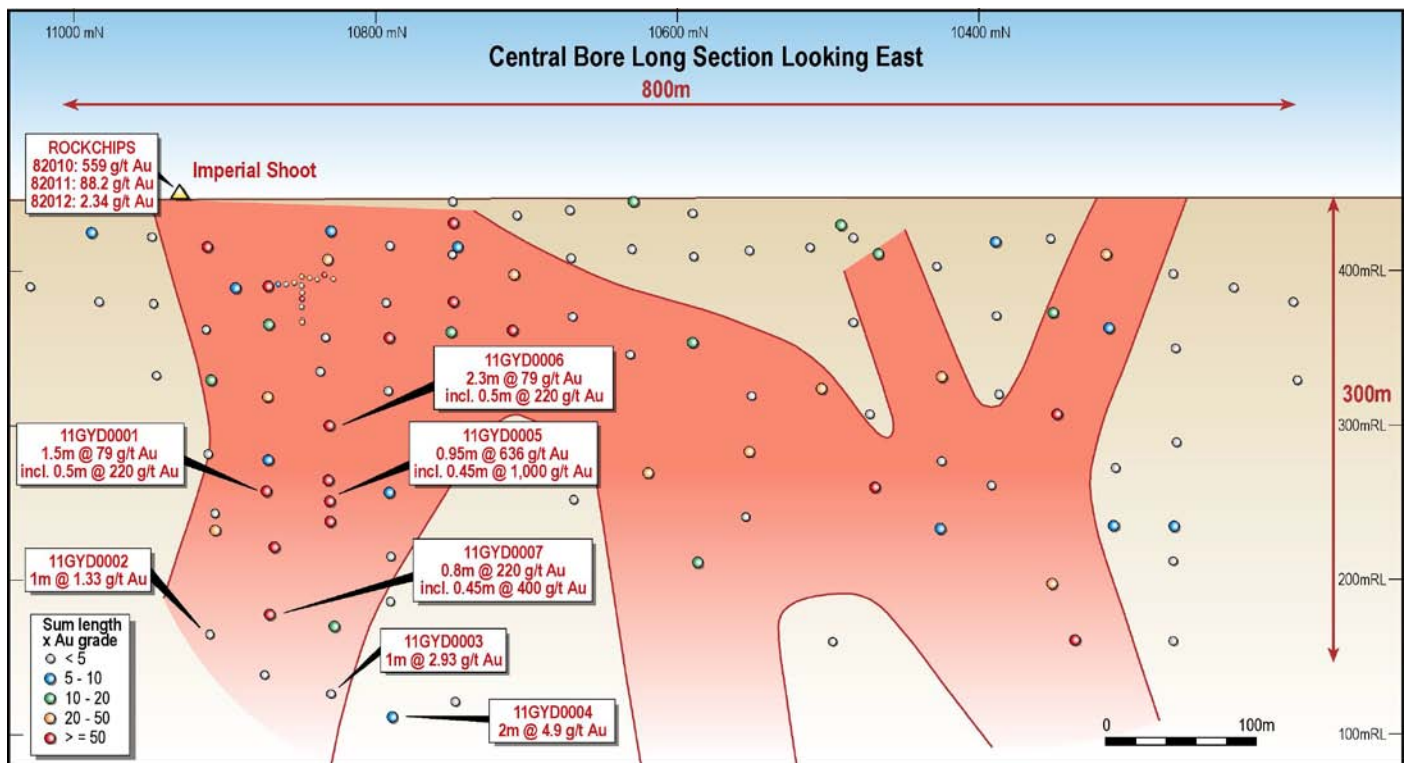 11000 mN
10800 mN
10600 mN
10400 mN
Central Bore Long Section Looking East
800m
ROCKCHIPS
82010: 559 g/t Au
82011: 88.2 g/t Au
82012: 2.34 g/t Au
Imperial Shoot
400mRL
300m
300mRL
200mRL
100mRL
11GYD0006
2.3m @ 79 g/t Au
incl. 0.5m @ 220 g/t Au
11GYD0001
1.5m @ 79 g/t Au
incl. 0.5m @ 220 g/t Au
11GYD0005
0.95m @ 636 g/t Au
incl. 0.45m @ 1,000 g/t Au
11GYD0002
1m @ 1.33 g/t Au
11GYD0007
0.8m @ 220 g/t Au
incl. 0.45m @ 400 g/t Au
11GYD0003
1m @ 2.93 g/t Au
11GYD0004
2m @ 4.9 g/t Au
Sum length
x Au grade
< 5
5 - 10
10 - 20
20 - 50
> = 50
0 100m